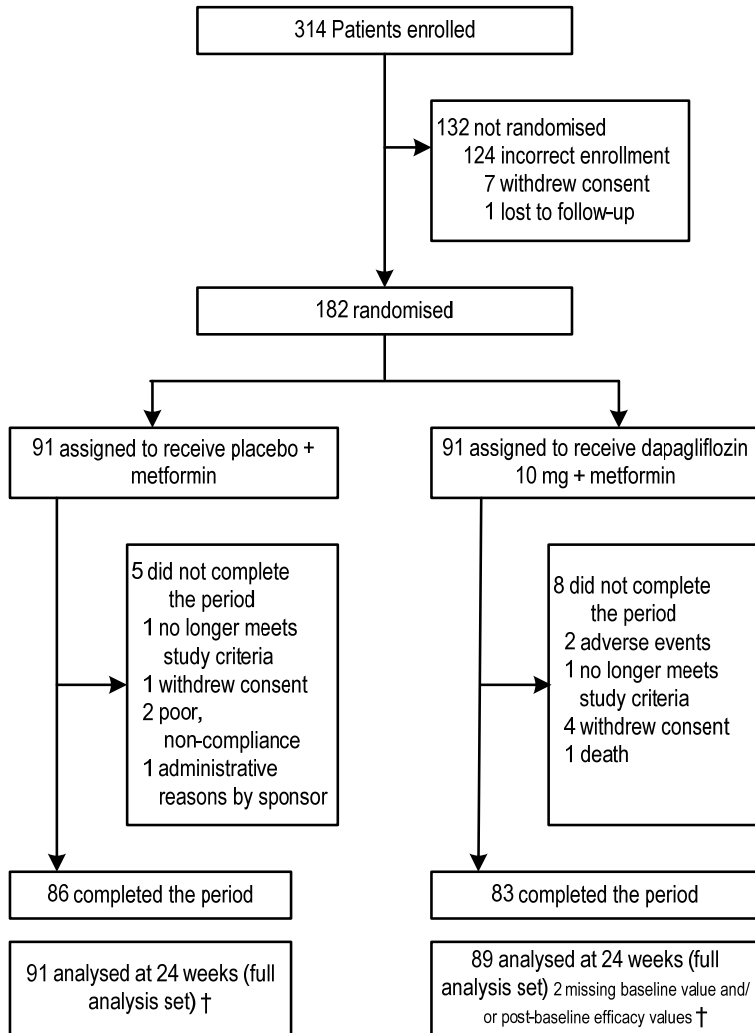 314 Patients enrolled
132 not randomised
124 incorrect enrollment
7 withdrew consent
1 lost to follow-up
182 randomised
91 assigned to receive placebo +
metformin
91 assigned to receive dapagliflozin
10 mg + metformin
5 did not complete
the period
1 no longer meets
study criteria
1 withdrew consent
2 poor,
non-compliance
1 administrative
reasons by sponsor
8 did not complete
the period
2 adverse events
1 no longer meets
study criteria
4 withdrew consent
1 death
86 completed the period
83 completed the period
91 analysed at 24 weeks (full
analysis set) †
89 analysed at 24 weeks (full
analysis set) 2 missing baseline value and/
or post-baseline efficacy values †